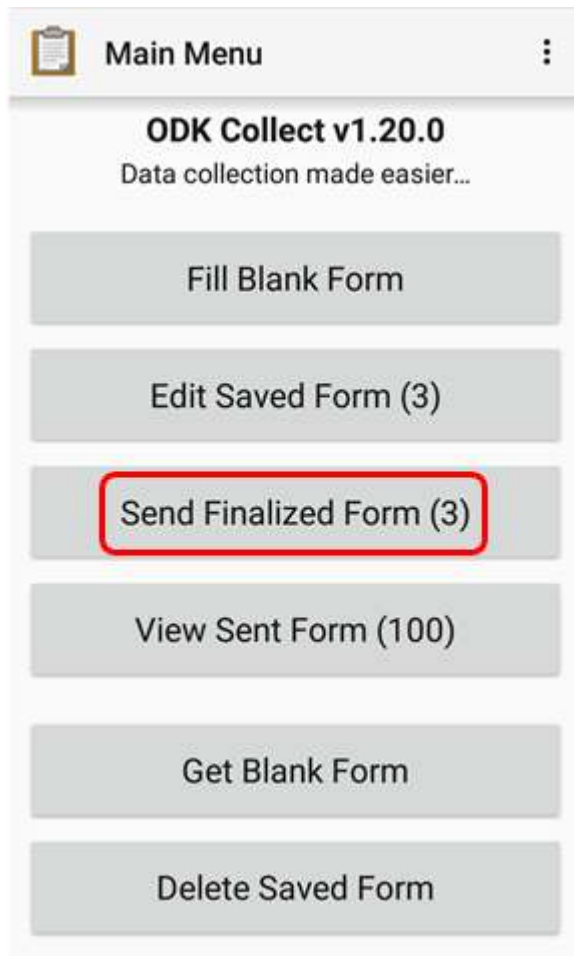 Main Menu
ODK Collect v1.20.0
Data collection made easier...
Fill Blank Form
Edit Saved Form (3)
Send Finalized Form (3)
View Sent Form (100)
Get Blank Form
Delete Saved Form